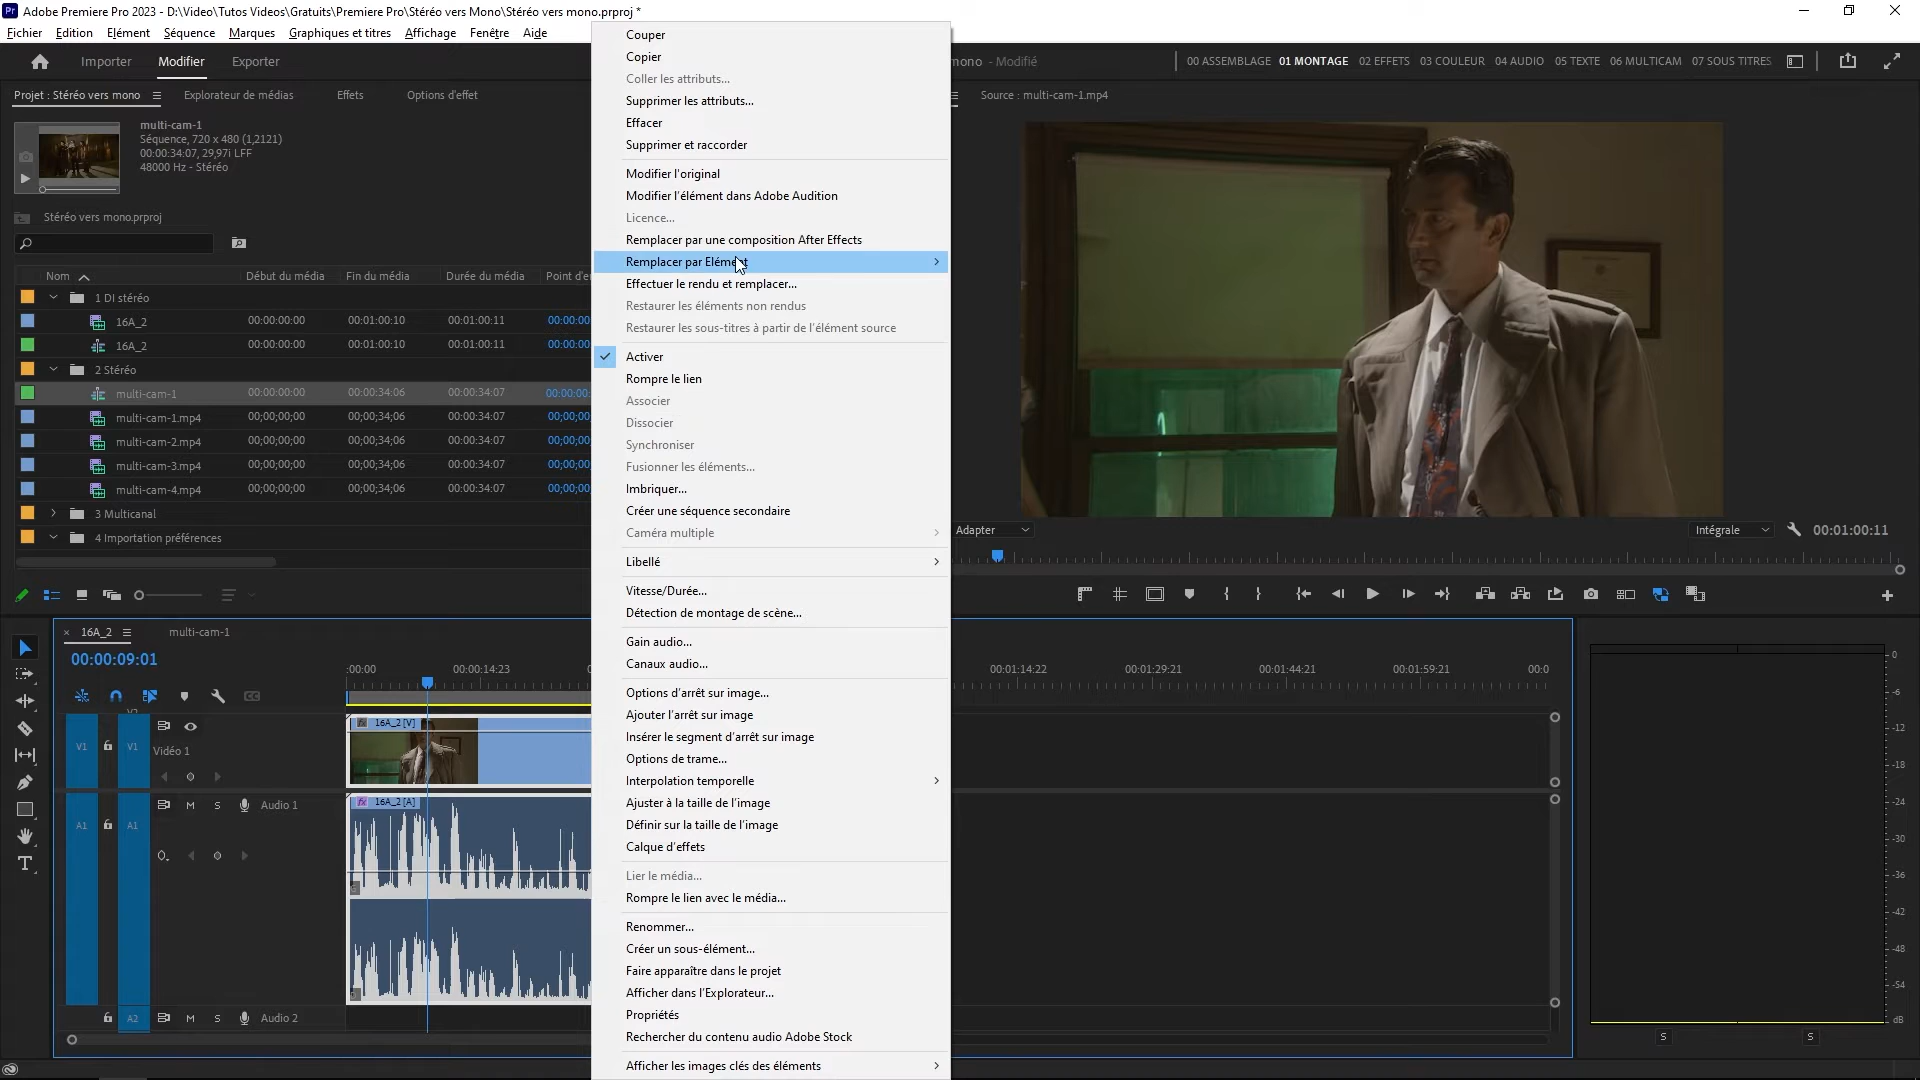 Adobe Premiere Pro 2023 - D:\Video\Tutos Videos\Gratuits\Premiere Pro\Stéréo vers Mono\Stéréo vers mono.prproj *
Fichier Edition Elément Séquence Marques Graphiques et titres Affichage Fenêtre Aide
Importer Modifier Exporter
mono - Modifié
00 ASSEMBLAGE 01 MONTAGE 02 EFFETS 03 COULEUR 04 AUDIO 05 TEXTE 06 MULTICAM 07 SOUS TITRES
Projet : Stéréo vers mono
Explorateur de médias
Effets
Options d'effet
Source : multi-cam-1.mp4
multi-cam-1
Séquence, 720 x 480 (1,2121)
00:00:34:07, 29,97i LFF
48000 Hz - Stéréo
Stéréo vers mono.prproj
Nom Début du média Fin du média Durée du média Point d'e
1 DI stéréo
16A_2 00:00:00:00 00:01:00:10 00:01:00:11 00:00:00
16A_2 00:00:00:00 00:01:00:10 00:01:00:11 00:00:00
2 Stéréo
multi-cam-1 00:00:00:00 00:00:34:06 00:00:34:07 00:00:00:
multi-cam-1.mp4 00;00;00;00 00;00;34;06 00:00:34:07 00;00;00
multi-cam-2.mp4 00;00;00;00 00;00;34;06 00:00:34:07 00;00;00
multi-cam-3.mp4 00;00;00;00 00;00;34;06 00:00:34:07 00;00;00
multi-cam-4.mp4 00;00;00;00 00;00;34;06 00:00:34:07 00;00;00
3 Multicanal
4 Importation préférences
Couper
Copier
Coller les attributs...
Supprimer les attributs...
Effacer
Supprimer et raccorder
Modifier l'original
Modifier l'élément dans Adobe Audition
Licence...
Remplacer par une composition After Effects
Remplacer par Elément
Effectuer le rendu et remplacer...
Restaurer les éléments non rendus
Restaurer les sous-titres à partir de l'élément source
Activer
Rompre le lien
Associer
Dissocier
Synchroniser
Fusionner les éléments...
Imbriquer...
Créer une séquence secondaire
Caméra multiple
Libellé
Vitesse/Durée...
Détection de montage de scène...
Gain audio...
Canaux audio...
Options d'arrêt sur image...
Ajouter l'arrêt sur image
Insérer le segment d'arrêt sur image
Options de trame...
Interpolation temporelle
Ajuster à la taille de l'image
Définir sur la taille de l'image
Calque d'effets
Lier le média...
Rompre le lien avec le média...
Renommer...
Créer un sous-élément...
Faire apparaître dans le projet
Afficher dans l'Explorateur...
Propriétés
Rechercher du contenu audio Adobe Stock
Afficher les images clés des éléments
Adapter
Intégrale
00:01:00:11
16A_2
multi-cam-1
00:00:09:01
:00:00 00:00:14:23 00:01:14:22 00:01:29:21 00:01:44:21 00:01:59:21 00:0
V1 V1 Vidéo 1
16A_2 [V]
A1 A1 M S Audio 1
16A_2 [A]
A2 M S Audio 2
0
-6
-12
-18
-24
-30
-36
-42
-48
-54
dB
S S